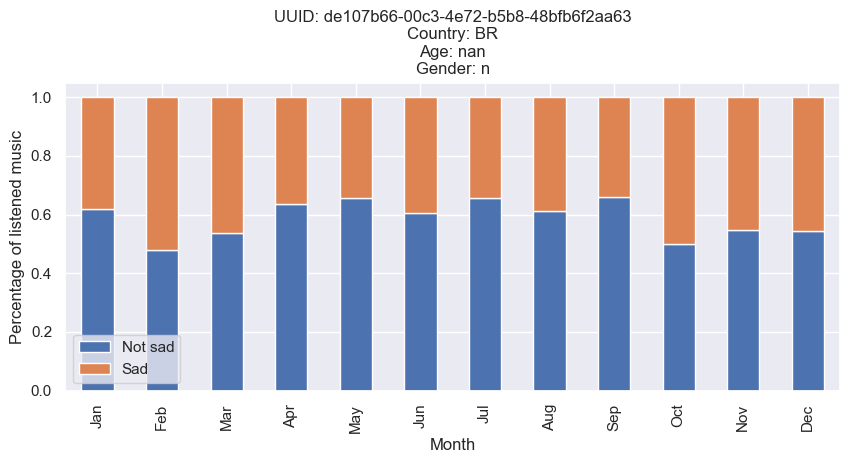 UUID: de107b66-00c3-4e72-b5b8-48bfb6f2aa63
Country: BR
Age: nan
Gender: n
Percentage of listened music
1.0
0.8
0.6
0.4
0.2
0.0
Not sad
Sad
Jan
Feb
Mar
Apr
May
Jun
Jul
Aug
Sep
Oct
Nov
Dec
Month